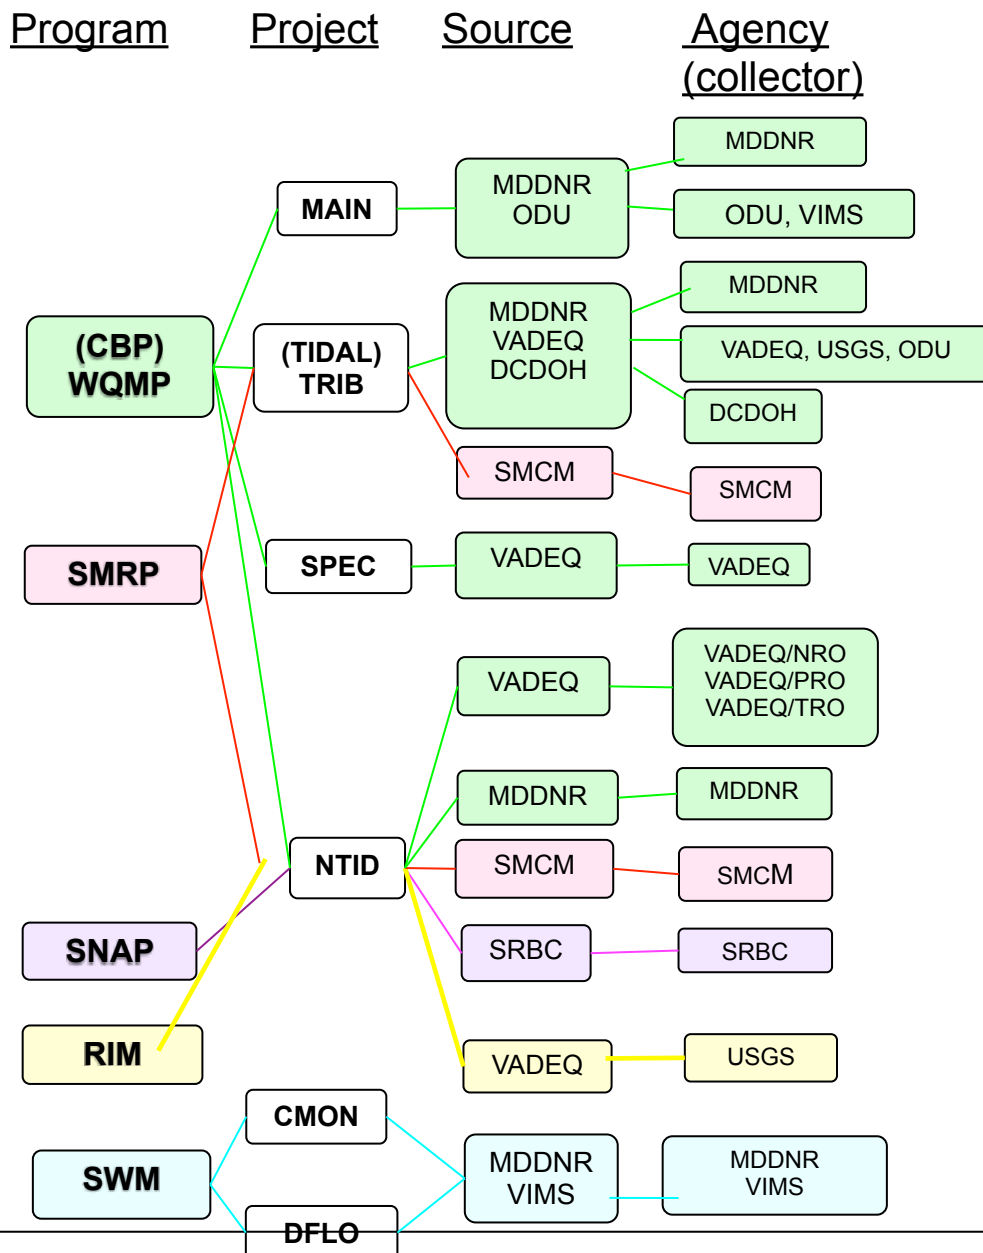 Program
Project
Source
Agency
(collector)
MDDNR
MAIN
MDDNR
ODU
ODU, VIMS
MDDNR
(CBP)
WQMP
(TIDAL)
TRIB
MDDNR
VADEQ
DCDOH
VADEQ, USGS, ODU
DCDOH
SMCM
SMCM
SMRP
SPEC
VADEQ
VADEQ
VADEQ
VADEQ/NRO
VADEQ/PRO
VADEQ/TRO
MDDNR
MDDNR
NTID
SMCM
SMCM
SNAP
SRBC
SRBC
RIM
VADEQ
USGS
CMON
SWM
MDDNR
VIMS
MDDNR
VIMS
DFLO